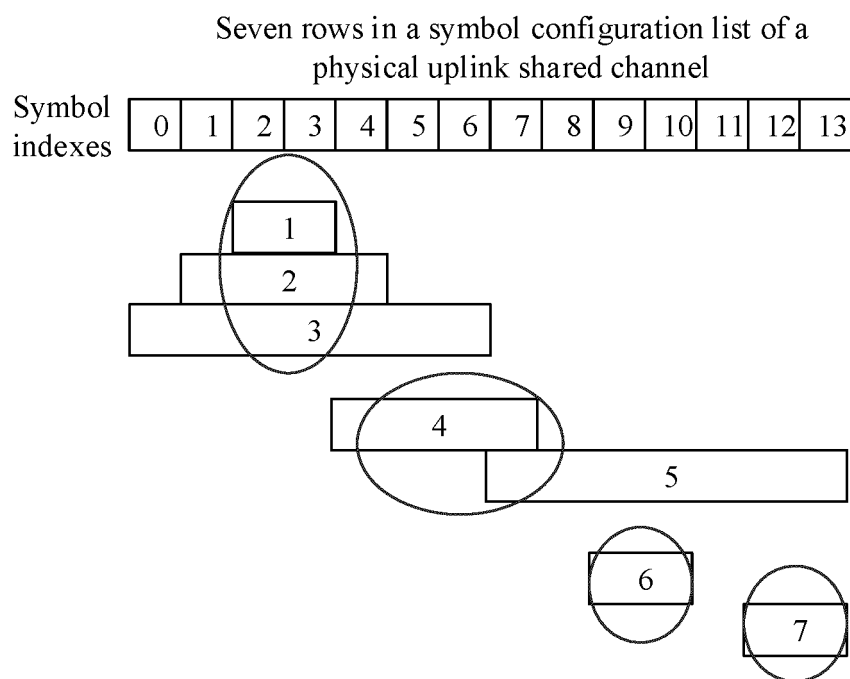 Seven rows in a symbol configuration list of a
physical uplink shared channel
Symbol
indexes
0 1 2 3 4 5 6 7 8 9 10 11 12 13
1
2
3
4
5
6
7